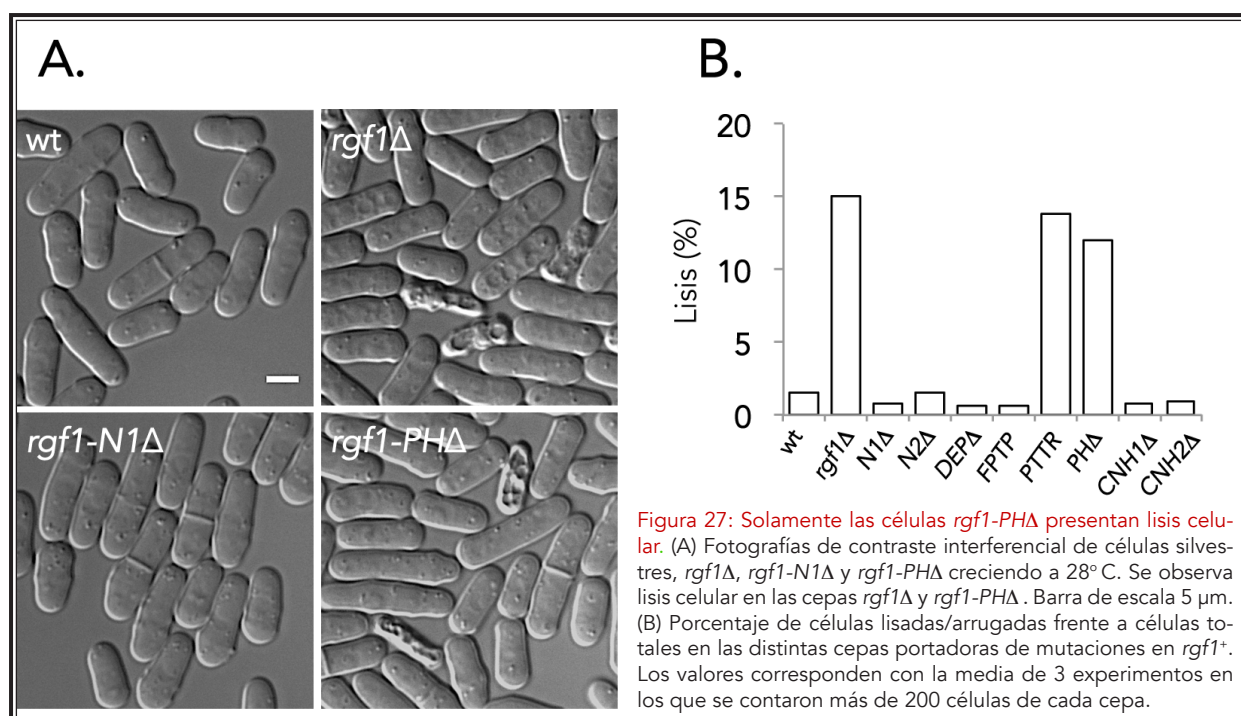 A.
wt
rgf1Δ
rgf1-N1Δ
rgf1-PHΔ
B.
20
15
10
5
0
Lisis (%)
wt
rgf1Δ
N1Δ
N2Δ
DEPΔ
FPTP
PTTR
PHΔ
CNH1Δ
CNH2Δ
Figura 27: Solamente las células rgf1-PHΔ presentan lisis celu-
lar. (A) Fotografías de contraste interferencial de células silves-
tres, rgf1Δ, rgf1-N1Δ y rgf1-PHΔ creciendo a 28° C. Se observa
lisis celular en las cepas rgf1Δ y rgf1-PHΔ . Barra de escala 5 µm.
(B) Porcentaje de células lisadas/arrugadas frente a células to-
tales en las distintas cepas portadoras de mutaciones en rgf1⁺.
Los valores corresponden con la media de 3 experimentos en
los que se contaron más de 200 células de cada cepa.